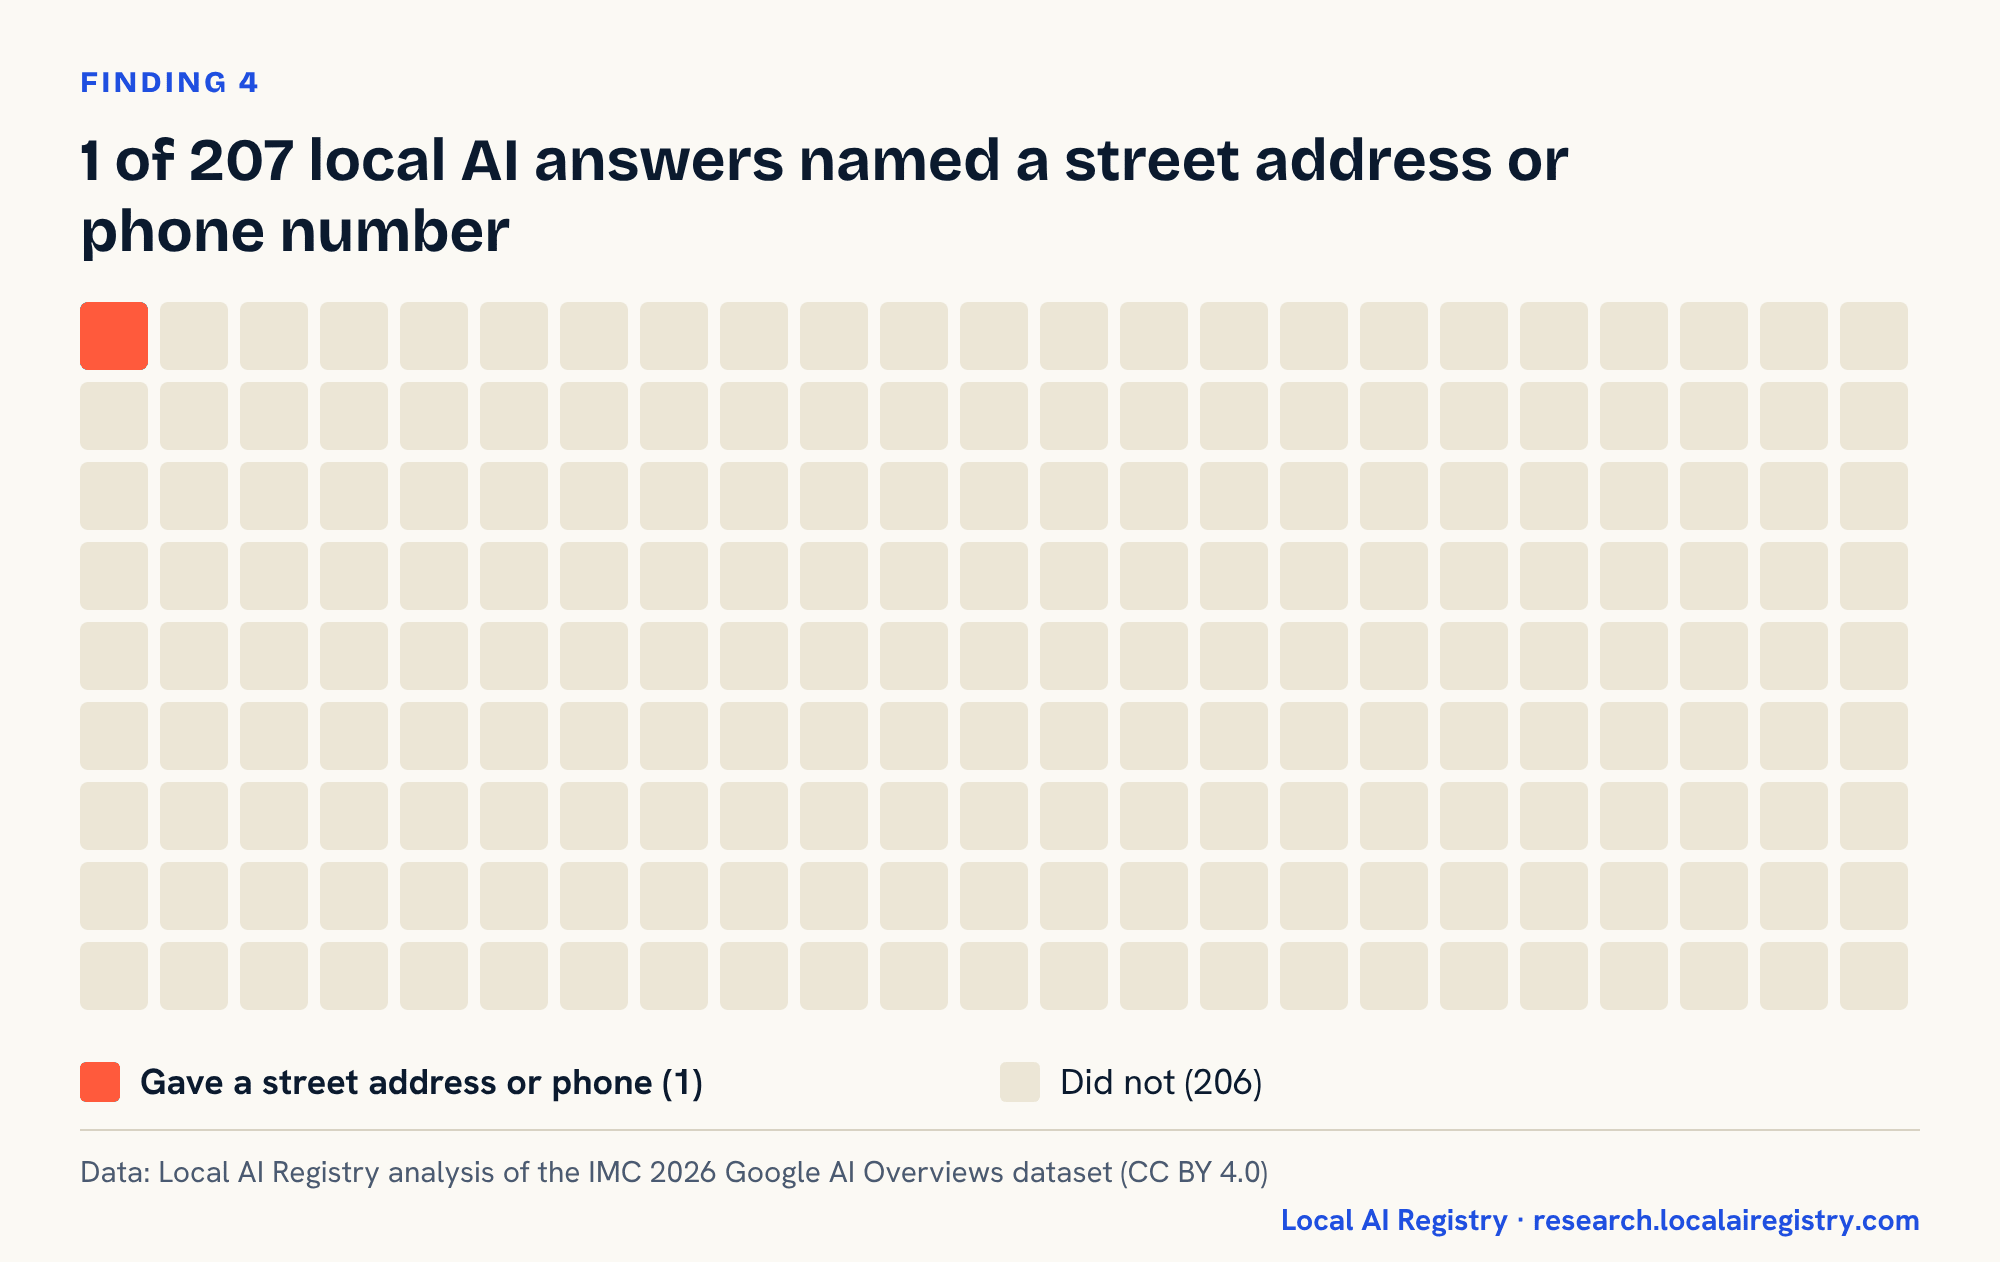 FINDING 4
1 of 207 local AI answers named a street address or
phone number
Gave a street address or phone (1)
Did not (206)
Data: Local AI Registry analysis of the IMC 2026 Google AI Overviews dataset (CC BY 4.0)
Local AI Registry · research.localairegistry.com